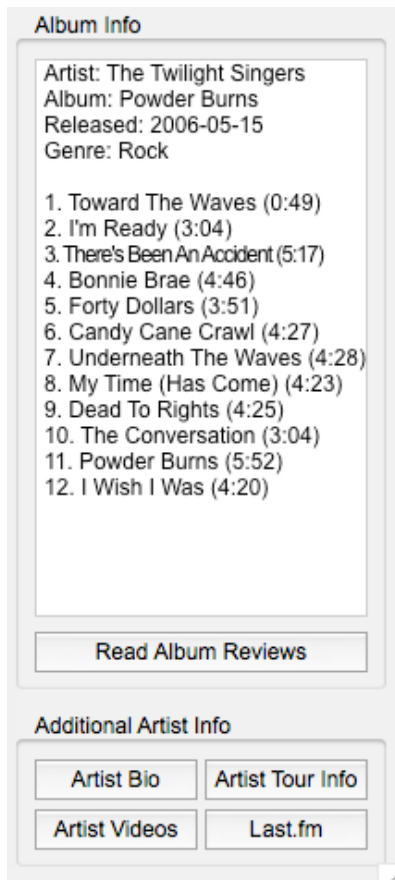 Album Info
Artist: The Twilight Singers
Album: Powder Burns
Released: 2006-05-15
Genre: Rock
1. Toward The Waves (0:49)
2. I'm Ready (3:04)
3. There's Been An Accident (5:17)
4. Bonnie Brae (4:46)
5. Forty Dollars (3:51)
6. Candy Cane Crawl (4:27)
7. Underneath The Waves (4:28)
8. My Time (Has Come) (4:23)
9. Dead To Rights (4:25)
10. The Conversation (3:04)
11. Powder Burns (5:52)
12. I Wish I Was (4:20)
Read Album Reviews
Additional Artist Info
Artist Bio Artist Tour Info
Artist Videos Last.fm